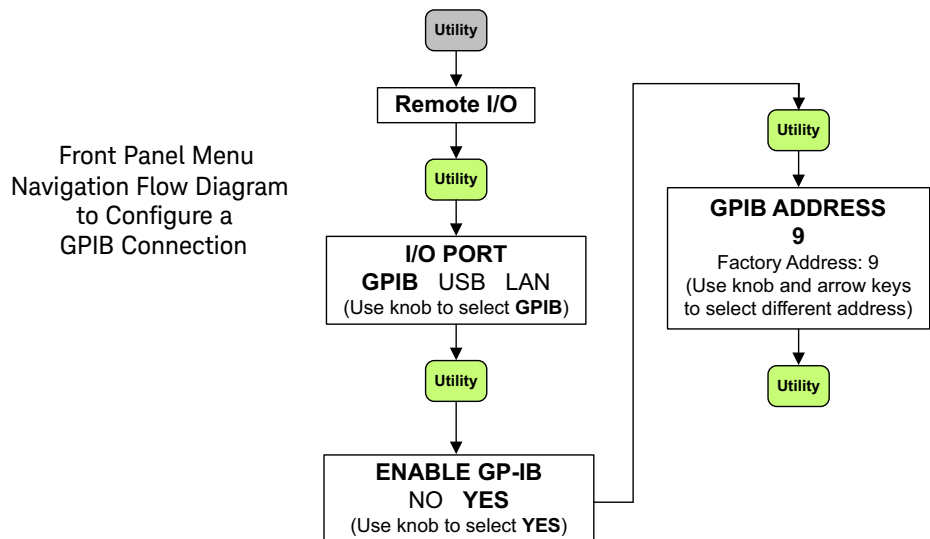 Front Panel Menu
Navigation Flow Diagram
to Configure a
GPIB Connection
Utility
Remote I/O
Utility
I/O PORT
GPIB USB LAN
(Use knob to select GPIB)
Utility
ENABLE GP-IB
NO YES
(Use knob to select YES)
Utility
GPIB ADDRESS
9
Factory Address: 9
(Use knob and arrow keys
to select different address)
Utility